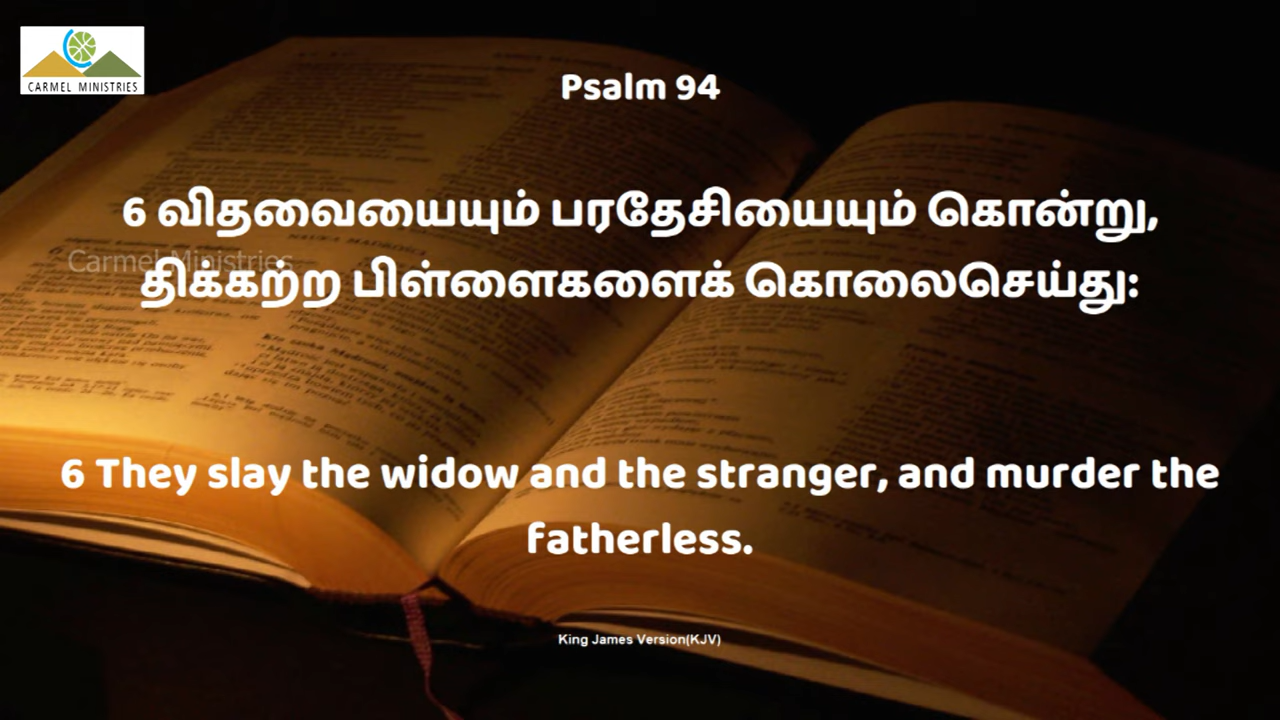 CARMEL MINISTRIES
Psalm 94
6 விதவையையும் பரதேசியையும் கொன்று,
Carmel Ministries
திக்கற்ற பிள்ளைகளைக் கொலைசெய்து:
6 They slay the widow and the stranger, and murder the
fatherless.
King James Version(KJV)